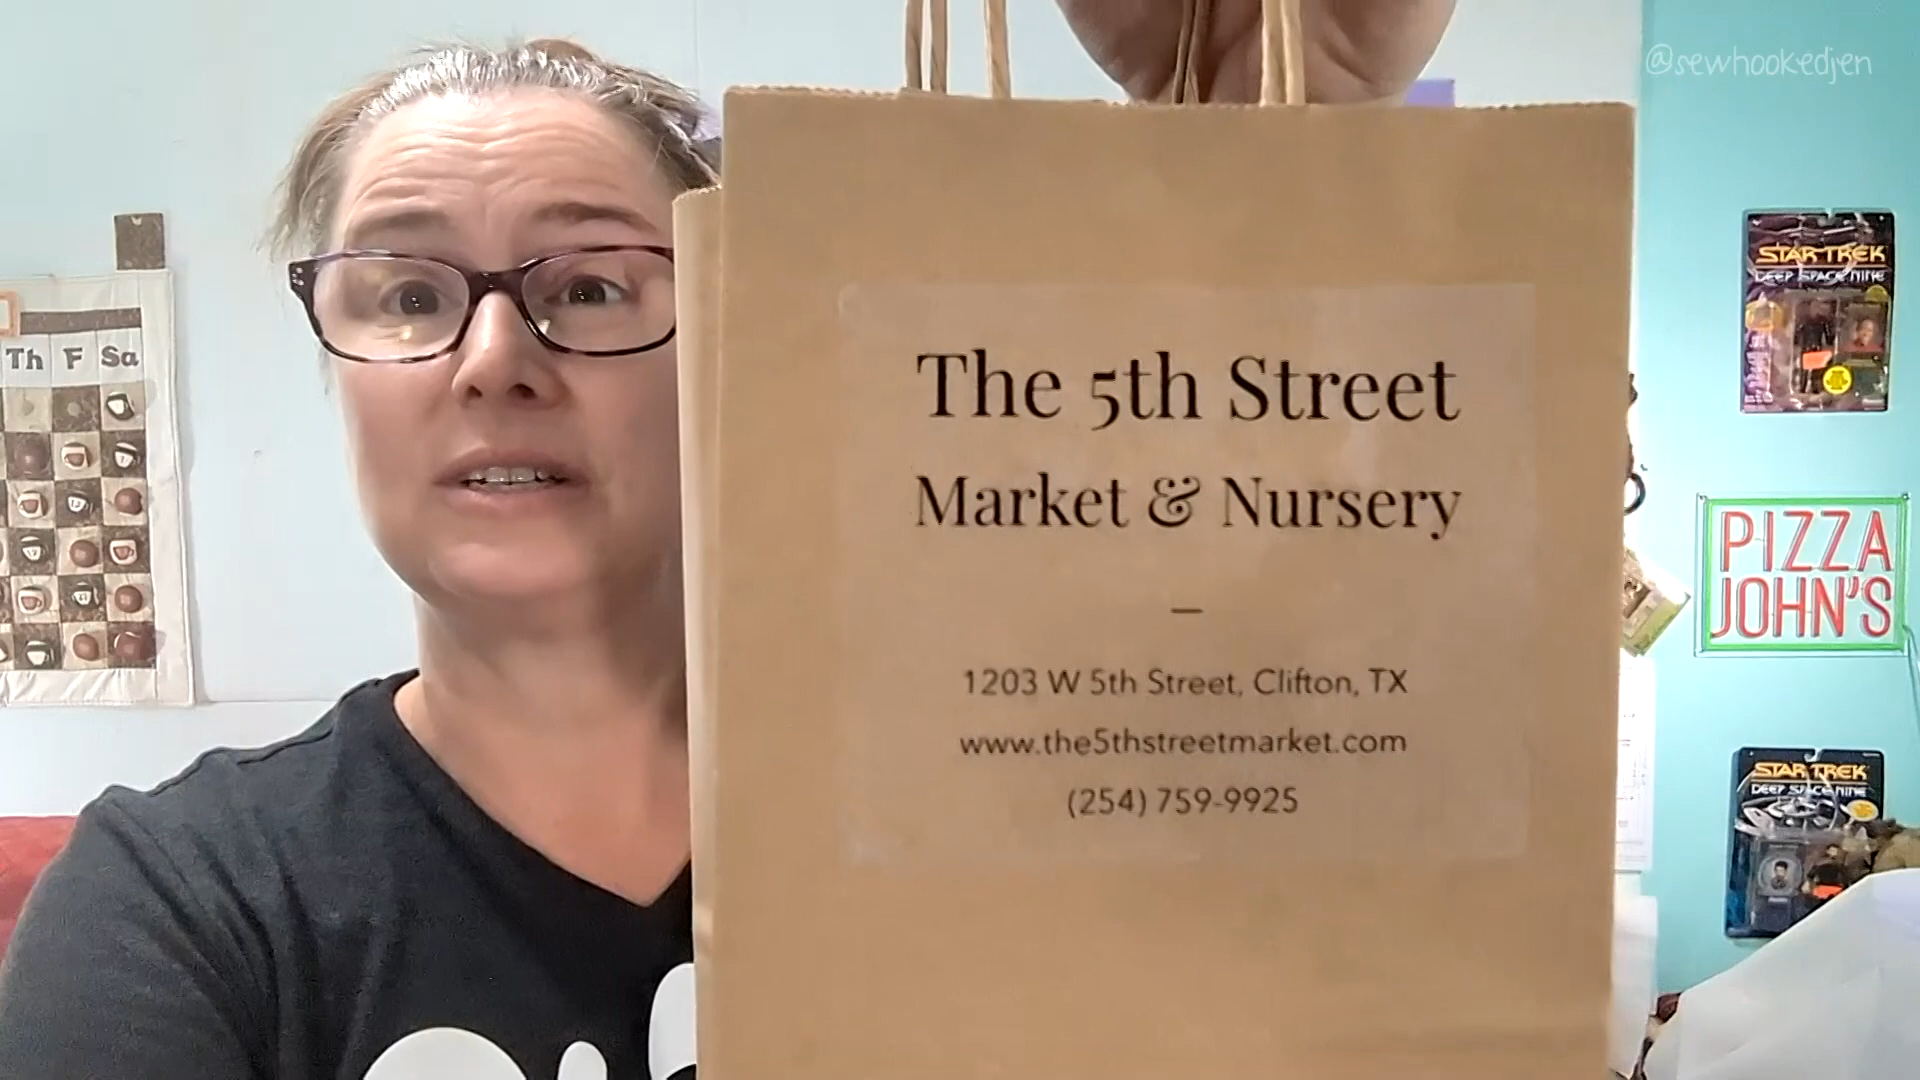 @sewhookedjen
Th F Sa
The 5th Street
Market & Nursery
–
1203 W 5th Street, Clifton, TX
www.the5thstreetmarket.com
(254) 759-9925
STAR TREK
DEEP SPACE NINE
PIZZA
JOHN'S
STAR TREK
DEEP SPACE NINE